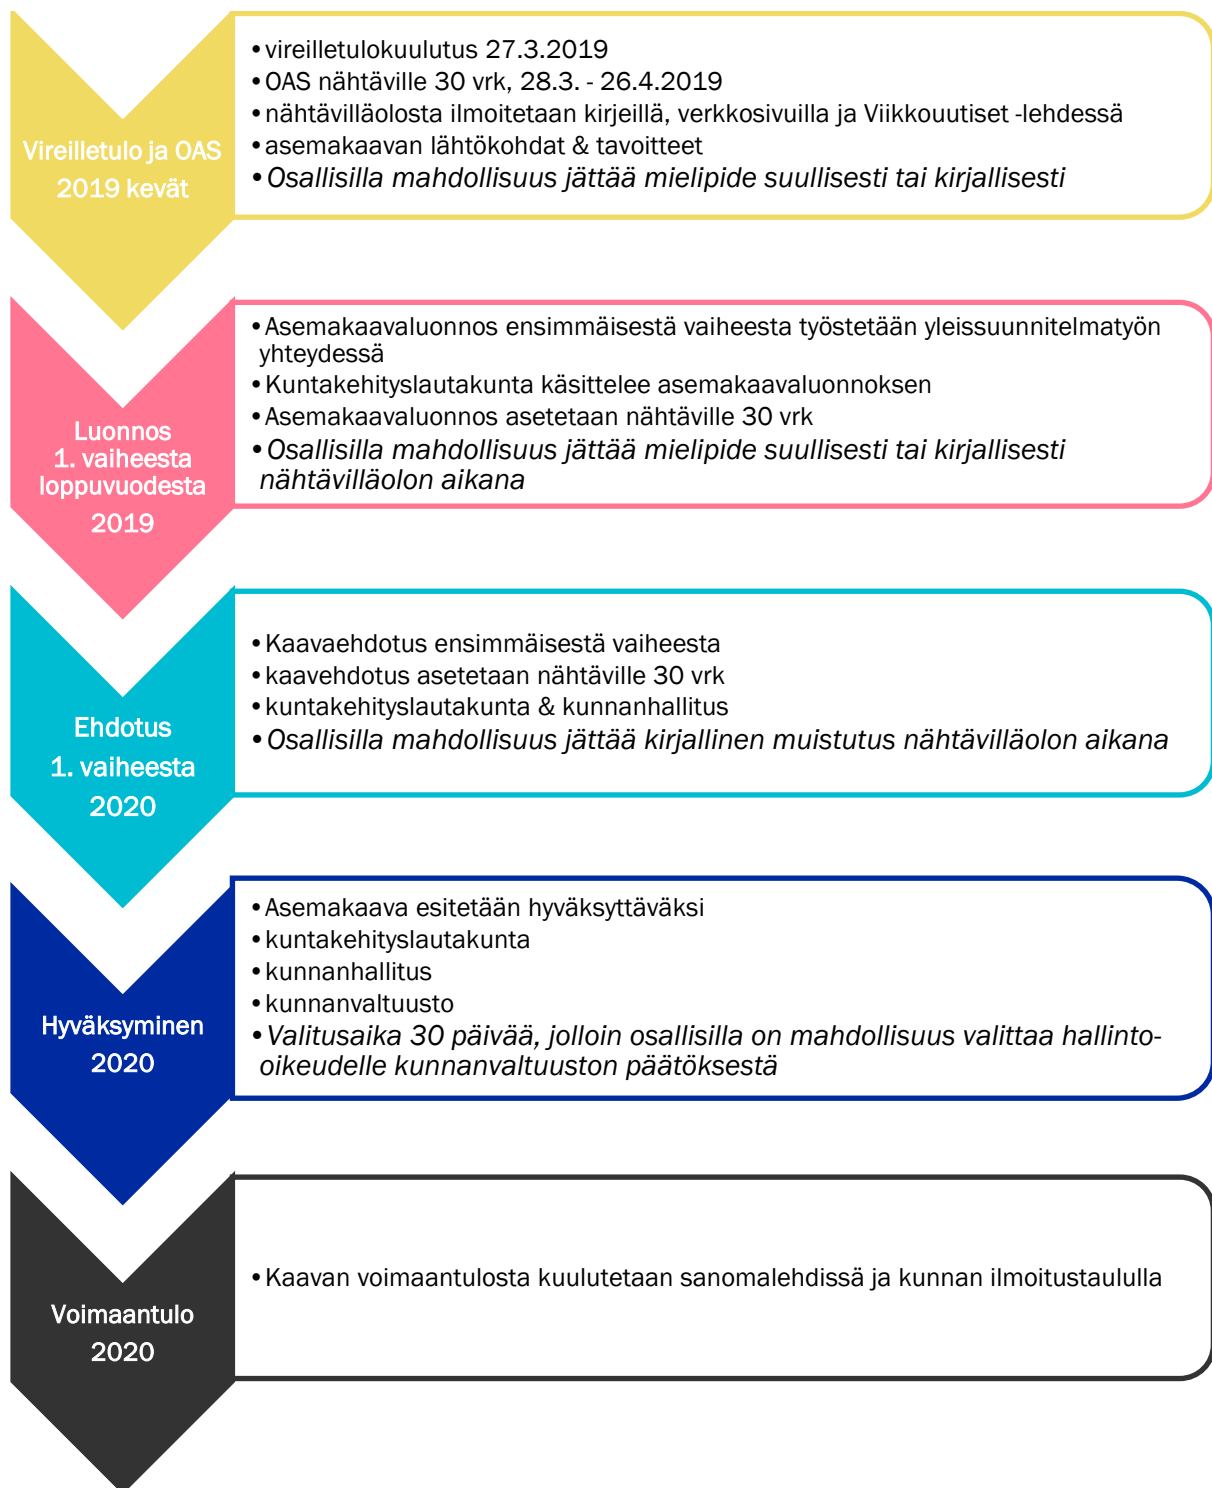 Vireilletulo ja OAS
2019 kevät
•vireilletulokuulutus 27.3.2019
•OAS nähtäville 30 vrk, 28.3. - 26.4.2019
•nähtävilläolosta ilmoitetaan kirjeillä, verkkosivuilla ja Viikkouutiset -lehdessä
•asemakaavan lähtökohdat & tavoitteet
•Osallisilla mahdollisuus jättää mielipide suullisesti tai kirjallisesti
Luonnos
1. vaiheesta
loppuvuodesta
2019
•Asemakaavaluonnos ensimmäisestä vaiheesta työstetään yleissuunnitelmatyön
yhteydessä
•Kuntakehityslautakunta käsittelee asemakaavaluonnoksen
•Asemakaavaluonnos asetetaan nähtäville 30 vrk
•Osallisilla mahdollisuus jättää mielipide suullisesti tai kirjallisesti
nähtävilläolon aikana
Ehdotus
1. vaiheesta
2020
•Kaavaehdotus ensimmäisestä vaiheesta
•kaavehdotus asetetaan nähtäville 30 vrk
•kuntakehityslautakunta & kunnanhallitus
•Osallisilla mahdollisuus jättää kirjallinen muistutus nähtävilläolon aikana
Hyväksyminen
2020
•Asemakaava esitetään hyväksyttäväksi
•kuntakehityslautakunta
•kunnanhallitus
•kunnanvaltuusto
•Valitusaika 30 päivää, jolloin osallisilla on mahdollisuus valittaa hallinto-
oikeudelle kunnanvaltuuston päätöksestä
Voimaantulo
2020
•Kaavan voimaantulosta kuulutetaan sanomalehdissä ja kunnan ilmoitustaululla